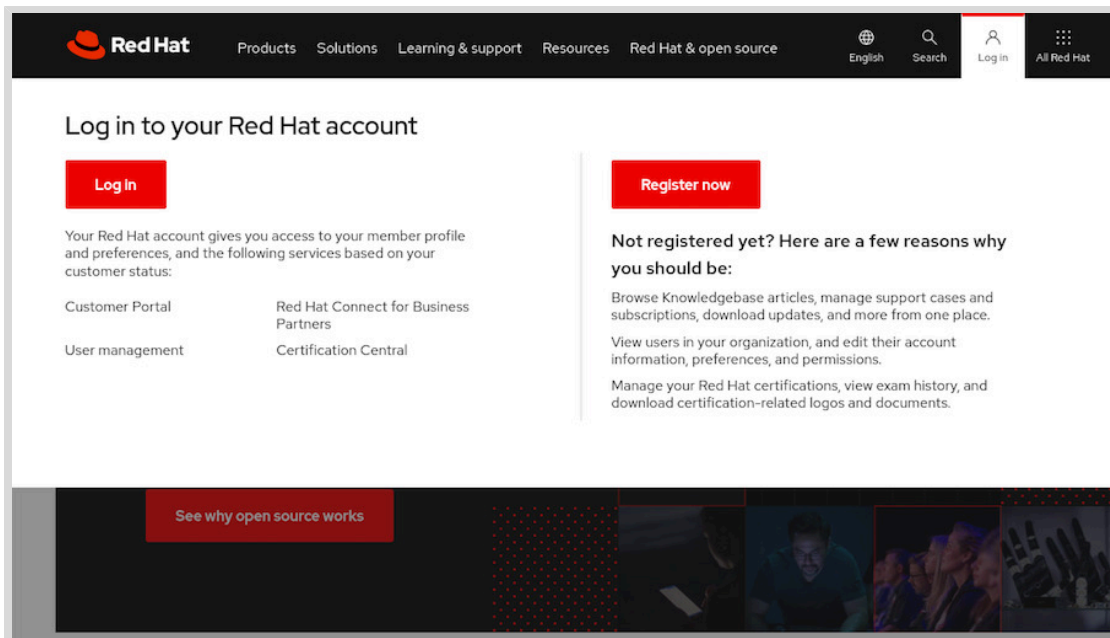 Red Hat
Products
Solutions
Learning & support
Resources
Red Hat & open source
English
Search
Log in
All Red Hat
Log in to your Red Hat account
Log in
Your Red Hat account gives you access to your member profile
and preferences, and the following services based on your
customer status:
Customer Portal
Red Hat Connect for Business
Partners
User management
Certification Central
Register now
Not registered yet? Here are a few reasons why
you should be:
Browse Knowledgebase articles, manage support cases and
subscriptions, download updates, and more from one place.
View users in your organization, and edit their account
information, preferences, and permissions.
Manage your Red Hat certifications, view exam history, and
download certification-related logos and documents.
See why open source works